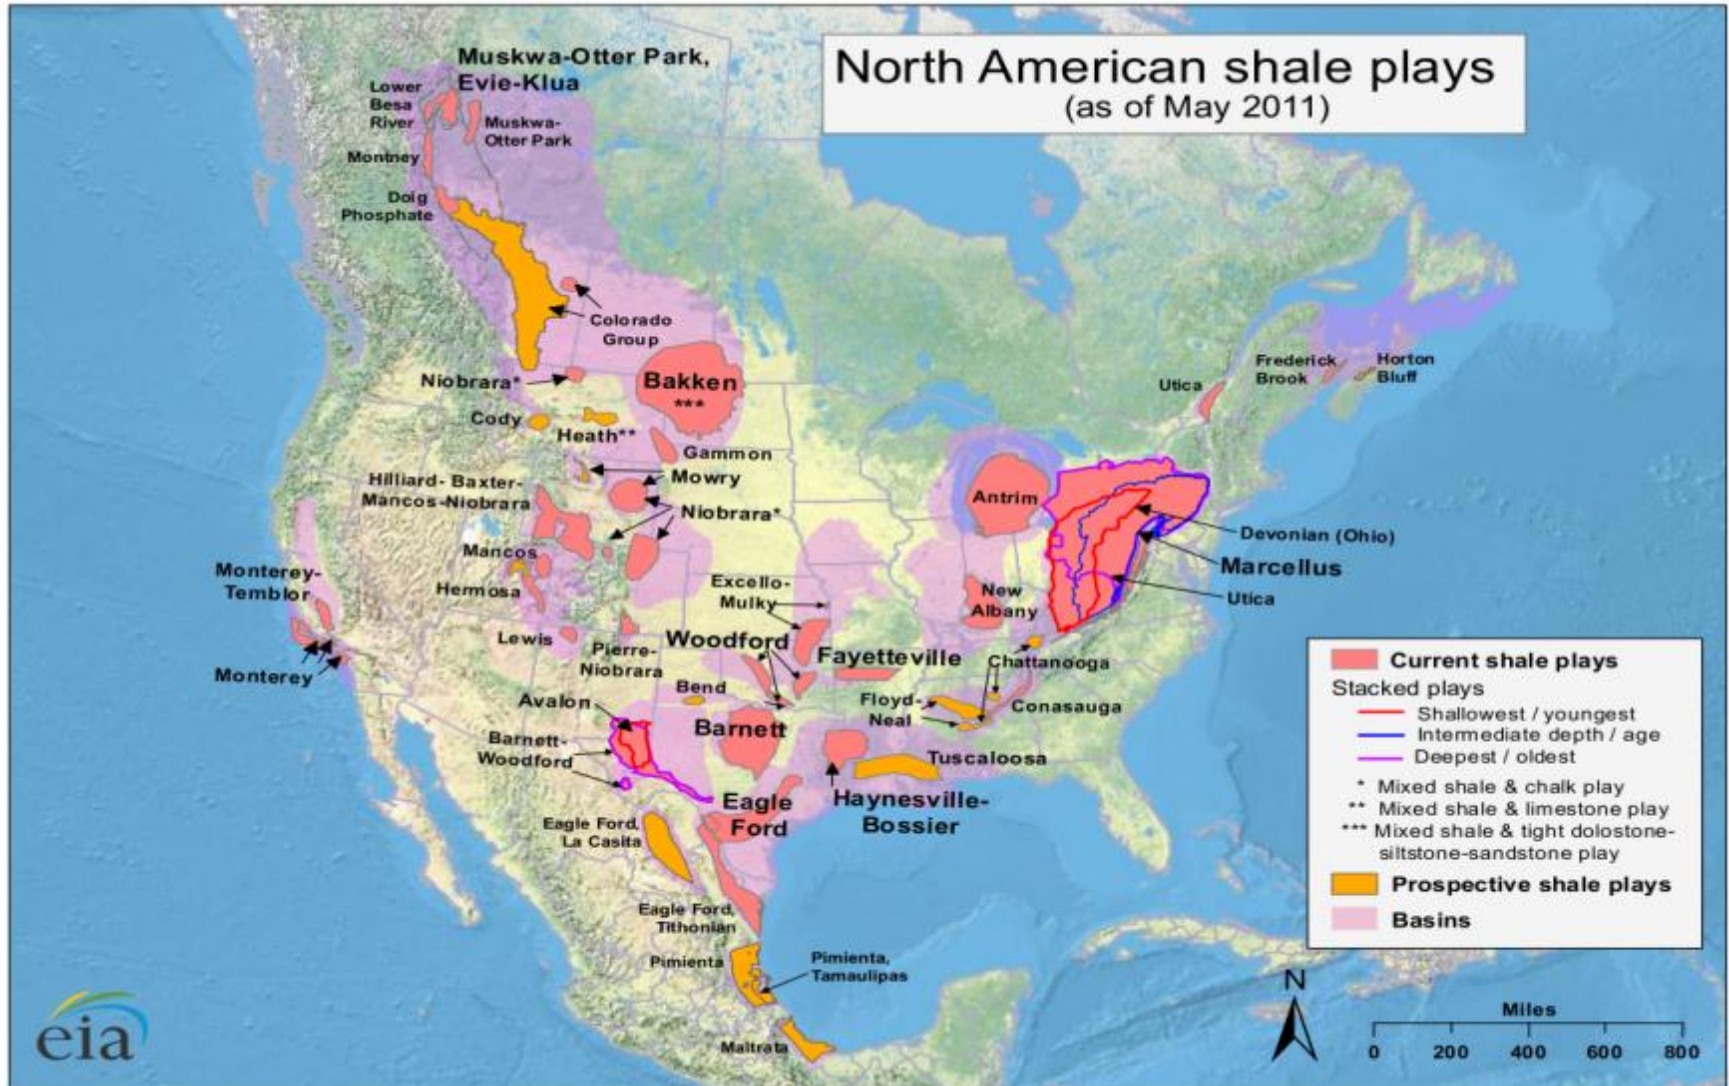 North American shale plays
(as of May 2011)
Muskwa-Otter Park,
Evie-Klua
Lower
Besa
River
Muskwa-
Otter Park
Montney
Doig
Phosphate
Colorado
Group
Niobrara*
Bakken
***
Cody
Heath**
Gammon
Mowry
Hilliard- Baxter-
Mancos-Niobrara
Niobrara*
Mancos
Hermosa
Monterey-
Temblor
Monterey
Lewis
Pierre-
Niobrara
Excello-
Mulky
Woodford
Fayetteville
Bend
Avalon
Barnett
Barnett-
Woodford
Eagle
Ford
Haynesville-
Bossier
Tuscaloosa
Floyd-
Neal
Chattanooga
Conasauga
New
Albany
Antrim
Devonian (Ohio)
Marcellus
Utica
Utica
Frederick
Brook
Horton
Bluff
Eagle Ford,
La Casita
Eagle Ford,
Tithonian
Pimienta
Pimienta,
Tamaulipas
Maltrata
Current shale plays
Stacked plays
Shallowest / youngest
Intermediate depth / age
Deepest / oldest
* Mixed shale & chalk play
** Mixed shale & limestone play
*** Mixed shale & tight dolostone-
siltstone-sandstone play
Prospective shale plays
Basins
N
Miles
0 200 400 600 800
eia